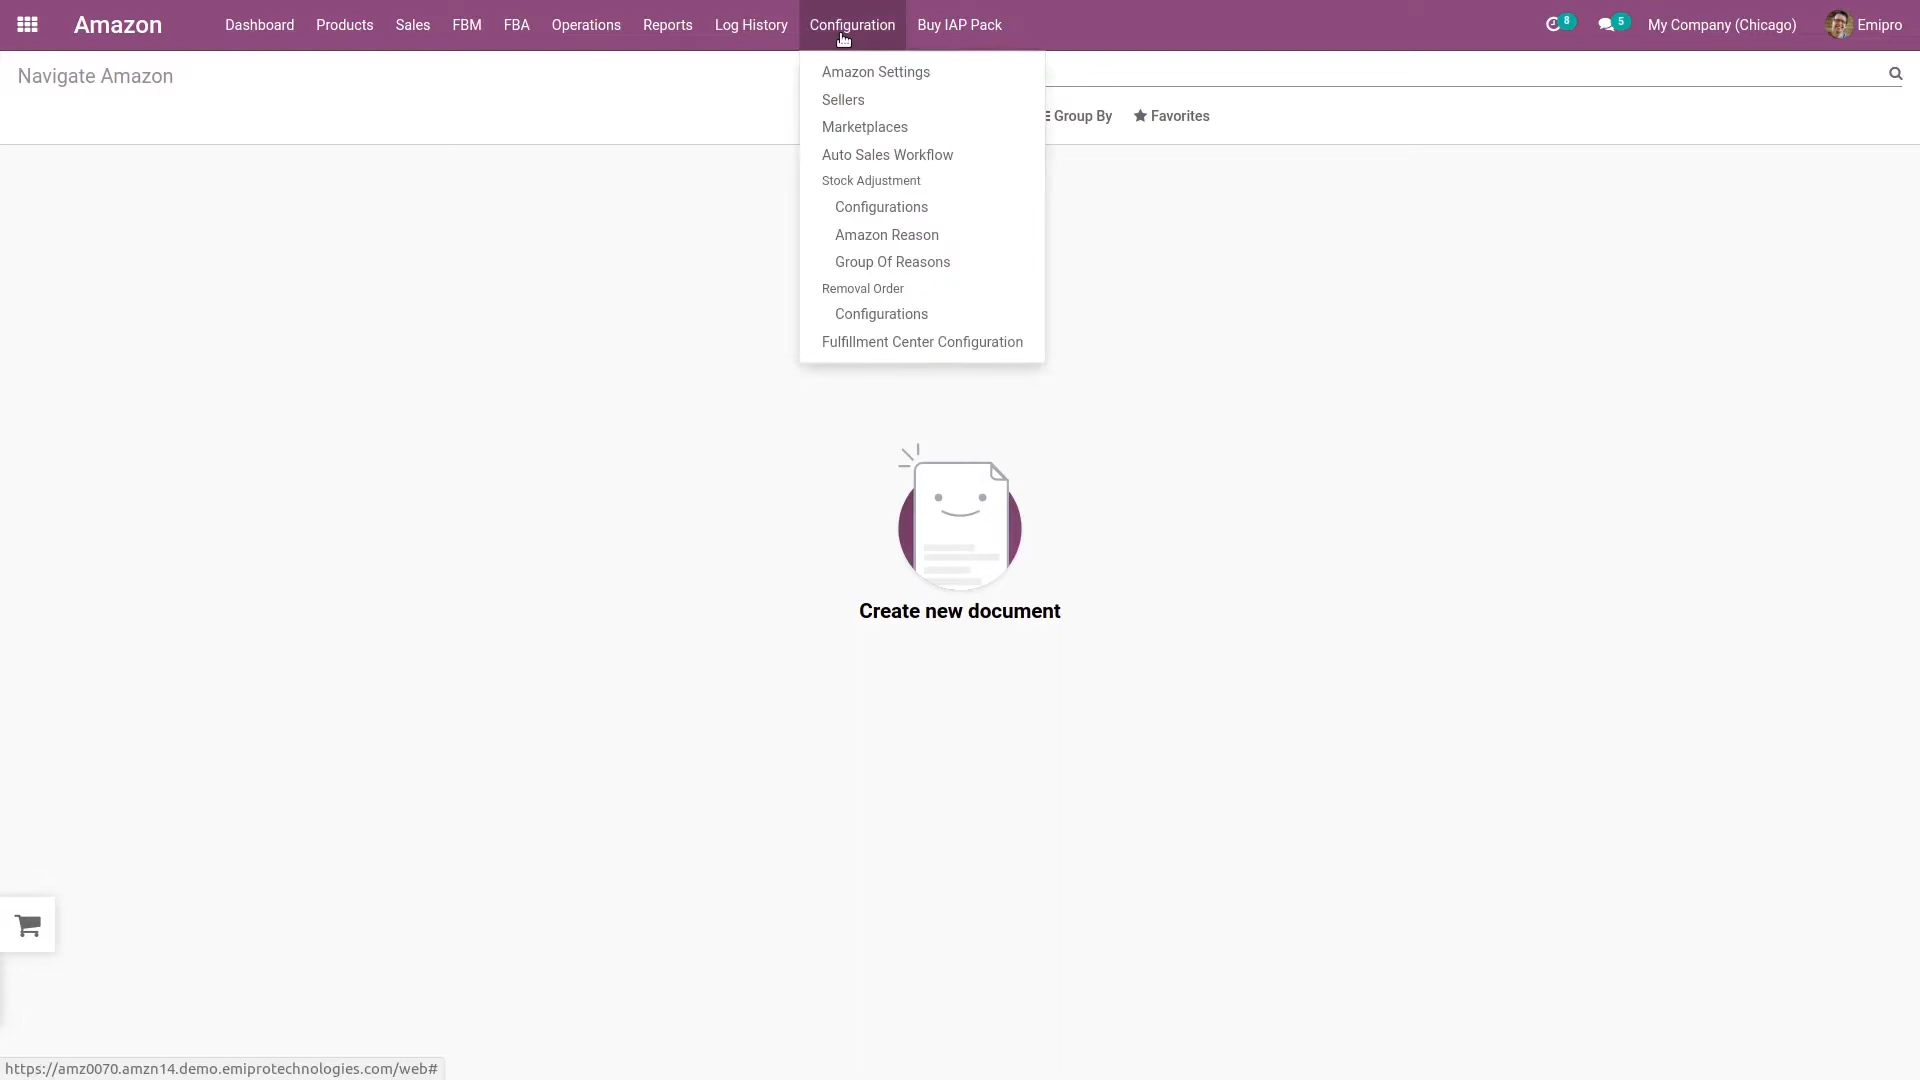 Amazon
Dashboard Products Sales FBM FBA Operations Reports Log History Configuration Buy IAP Pack
8 5 My Company (Chicago) Emipro
Navigate Amazon
Amazon Settings
Sellers
Marketplaces
Group By Favorites
Auto Sales Workflow
Stock Adjustment
Configurations
Amazon Reason
Group Of Reasons
Removal Order
Configurations
Fulfillment Center Configuration
Create new document
https://amz0070.amzn14.demo.emiprotechnologies.com/web#